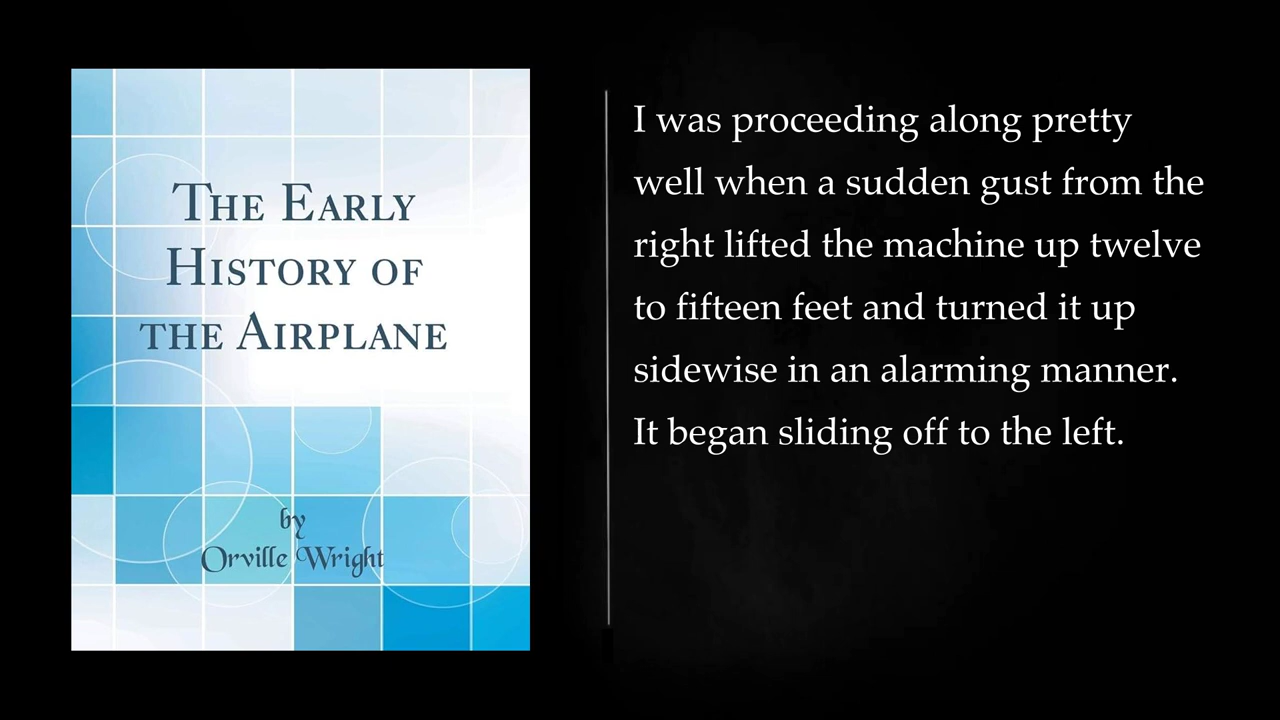 The Early
History of
the Airplane
by
Orville Wright
I was proceeding along pretty
well when a sudden gust from the
right lifted the machine up twelve
to fifteen feet and turned it up
sidewise in an alarming manner.
It began sliding off to the left.